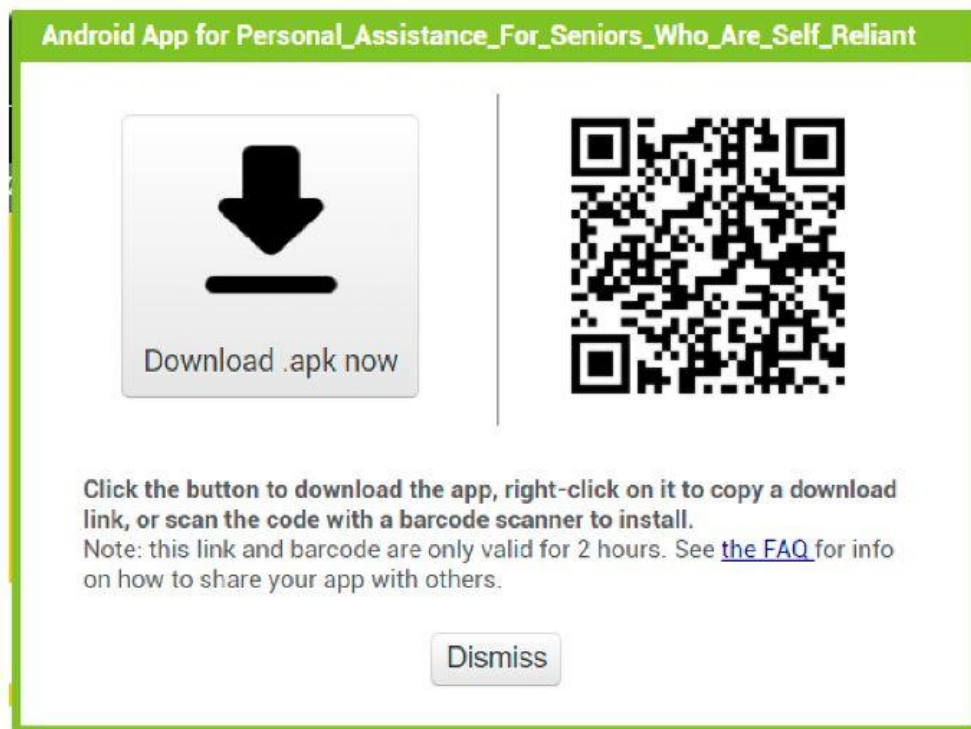 Android App for Personal_Assistance_For_Seniors_Who_Are_Self_Reliant
Download .apk now
Click the button to download the app, right-click on it to copy a download
link, or scan the code with a barcode scanner to install.
Note: this link and barcode are only valid for 2 hours. See the FAQ for info
on how to share your app with others.
Dismiss